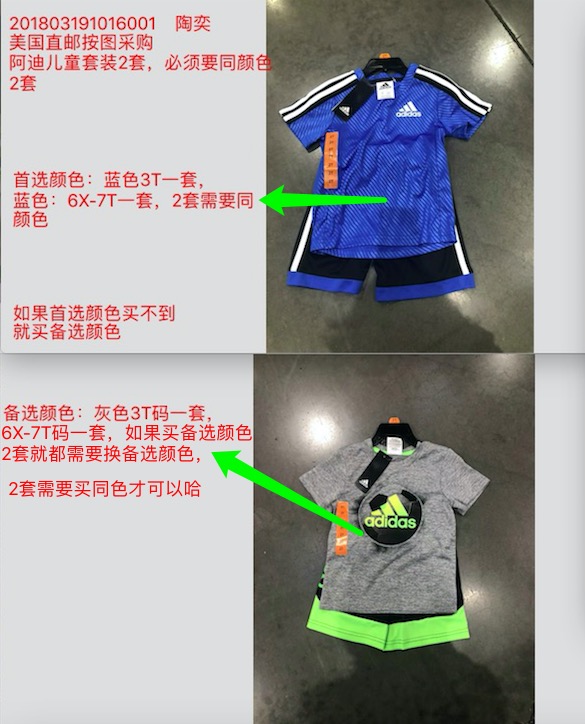 201803191016001 陶奕
美国直邮按图采购
阿迪儿童套装2套，必须要同颜色
2套
adidas
首选颜色：蓝色3T一套，
蓝色：6X-7T一套，2套需要同
颜色
如果首选颜色买不到
就买备选颜色
备选颜色：灰色3T码一套，
6X-7T码一套，如果买备选颜色
2套就都需要换备选颜色，
2套需要买同色才可以哈
adidas